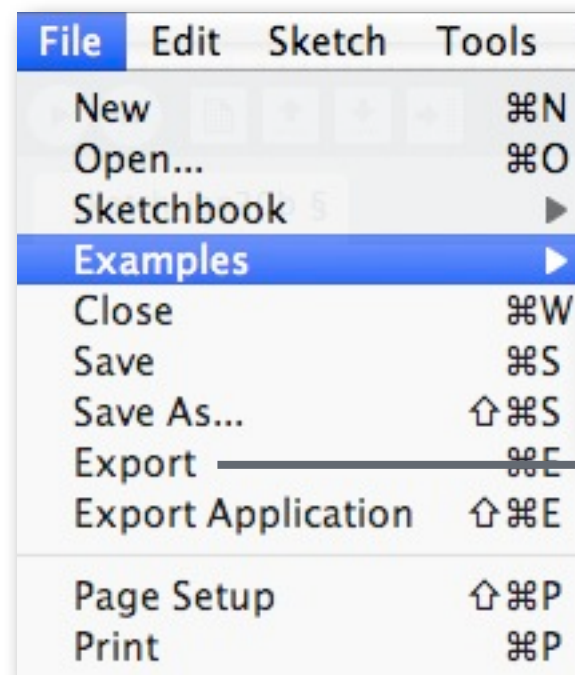 File Edit Sketch Tools
New ⌘N
Open... ⌘O
Sketchbook ▶
Examples ▶
Close ⌘W
Save ⌘S
Save As... ⇧⌘S
Export ⌘E
Export Application ⇧⌘E
Page Setup ⇧⌘P
Print ⌘P